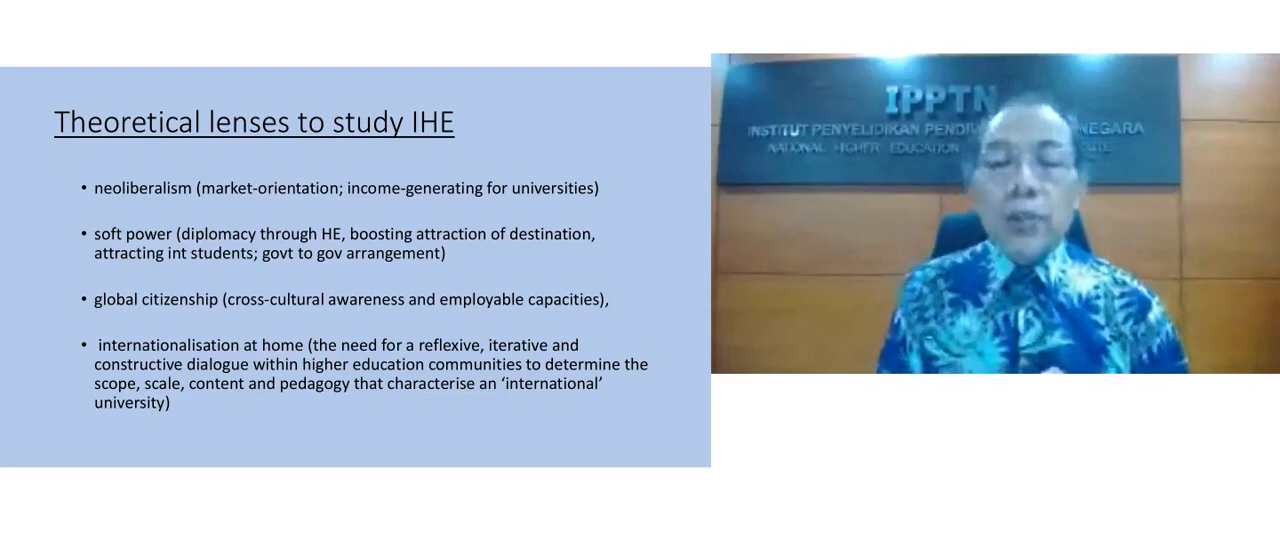 Theoretical lenses to study IHE
• neoliberalism (market-orientation; income-generating for universities)
• soft power (diplomacy through HE, boosting attraction of destination,
attracting int students; govt to gov arrangement)
• global citizenship (cross-cultural awareness and employable capacities),
• internationalisation at home (the need for a reflexive, iterative and
constructive dialogue within higher education communities to determine the
scope, scale, content and pedagogy that characterise an ‘international’
university)
IPPTN
INSTITUT PENYELIDIKAN NEGARA
NATIONAL HIGHER EDUCATION